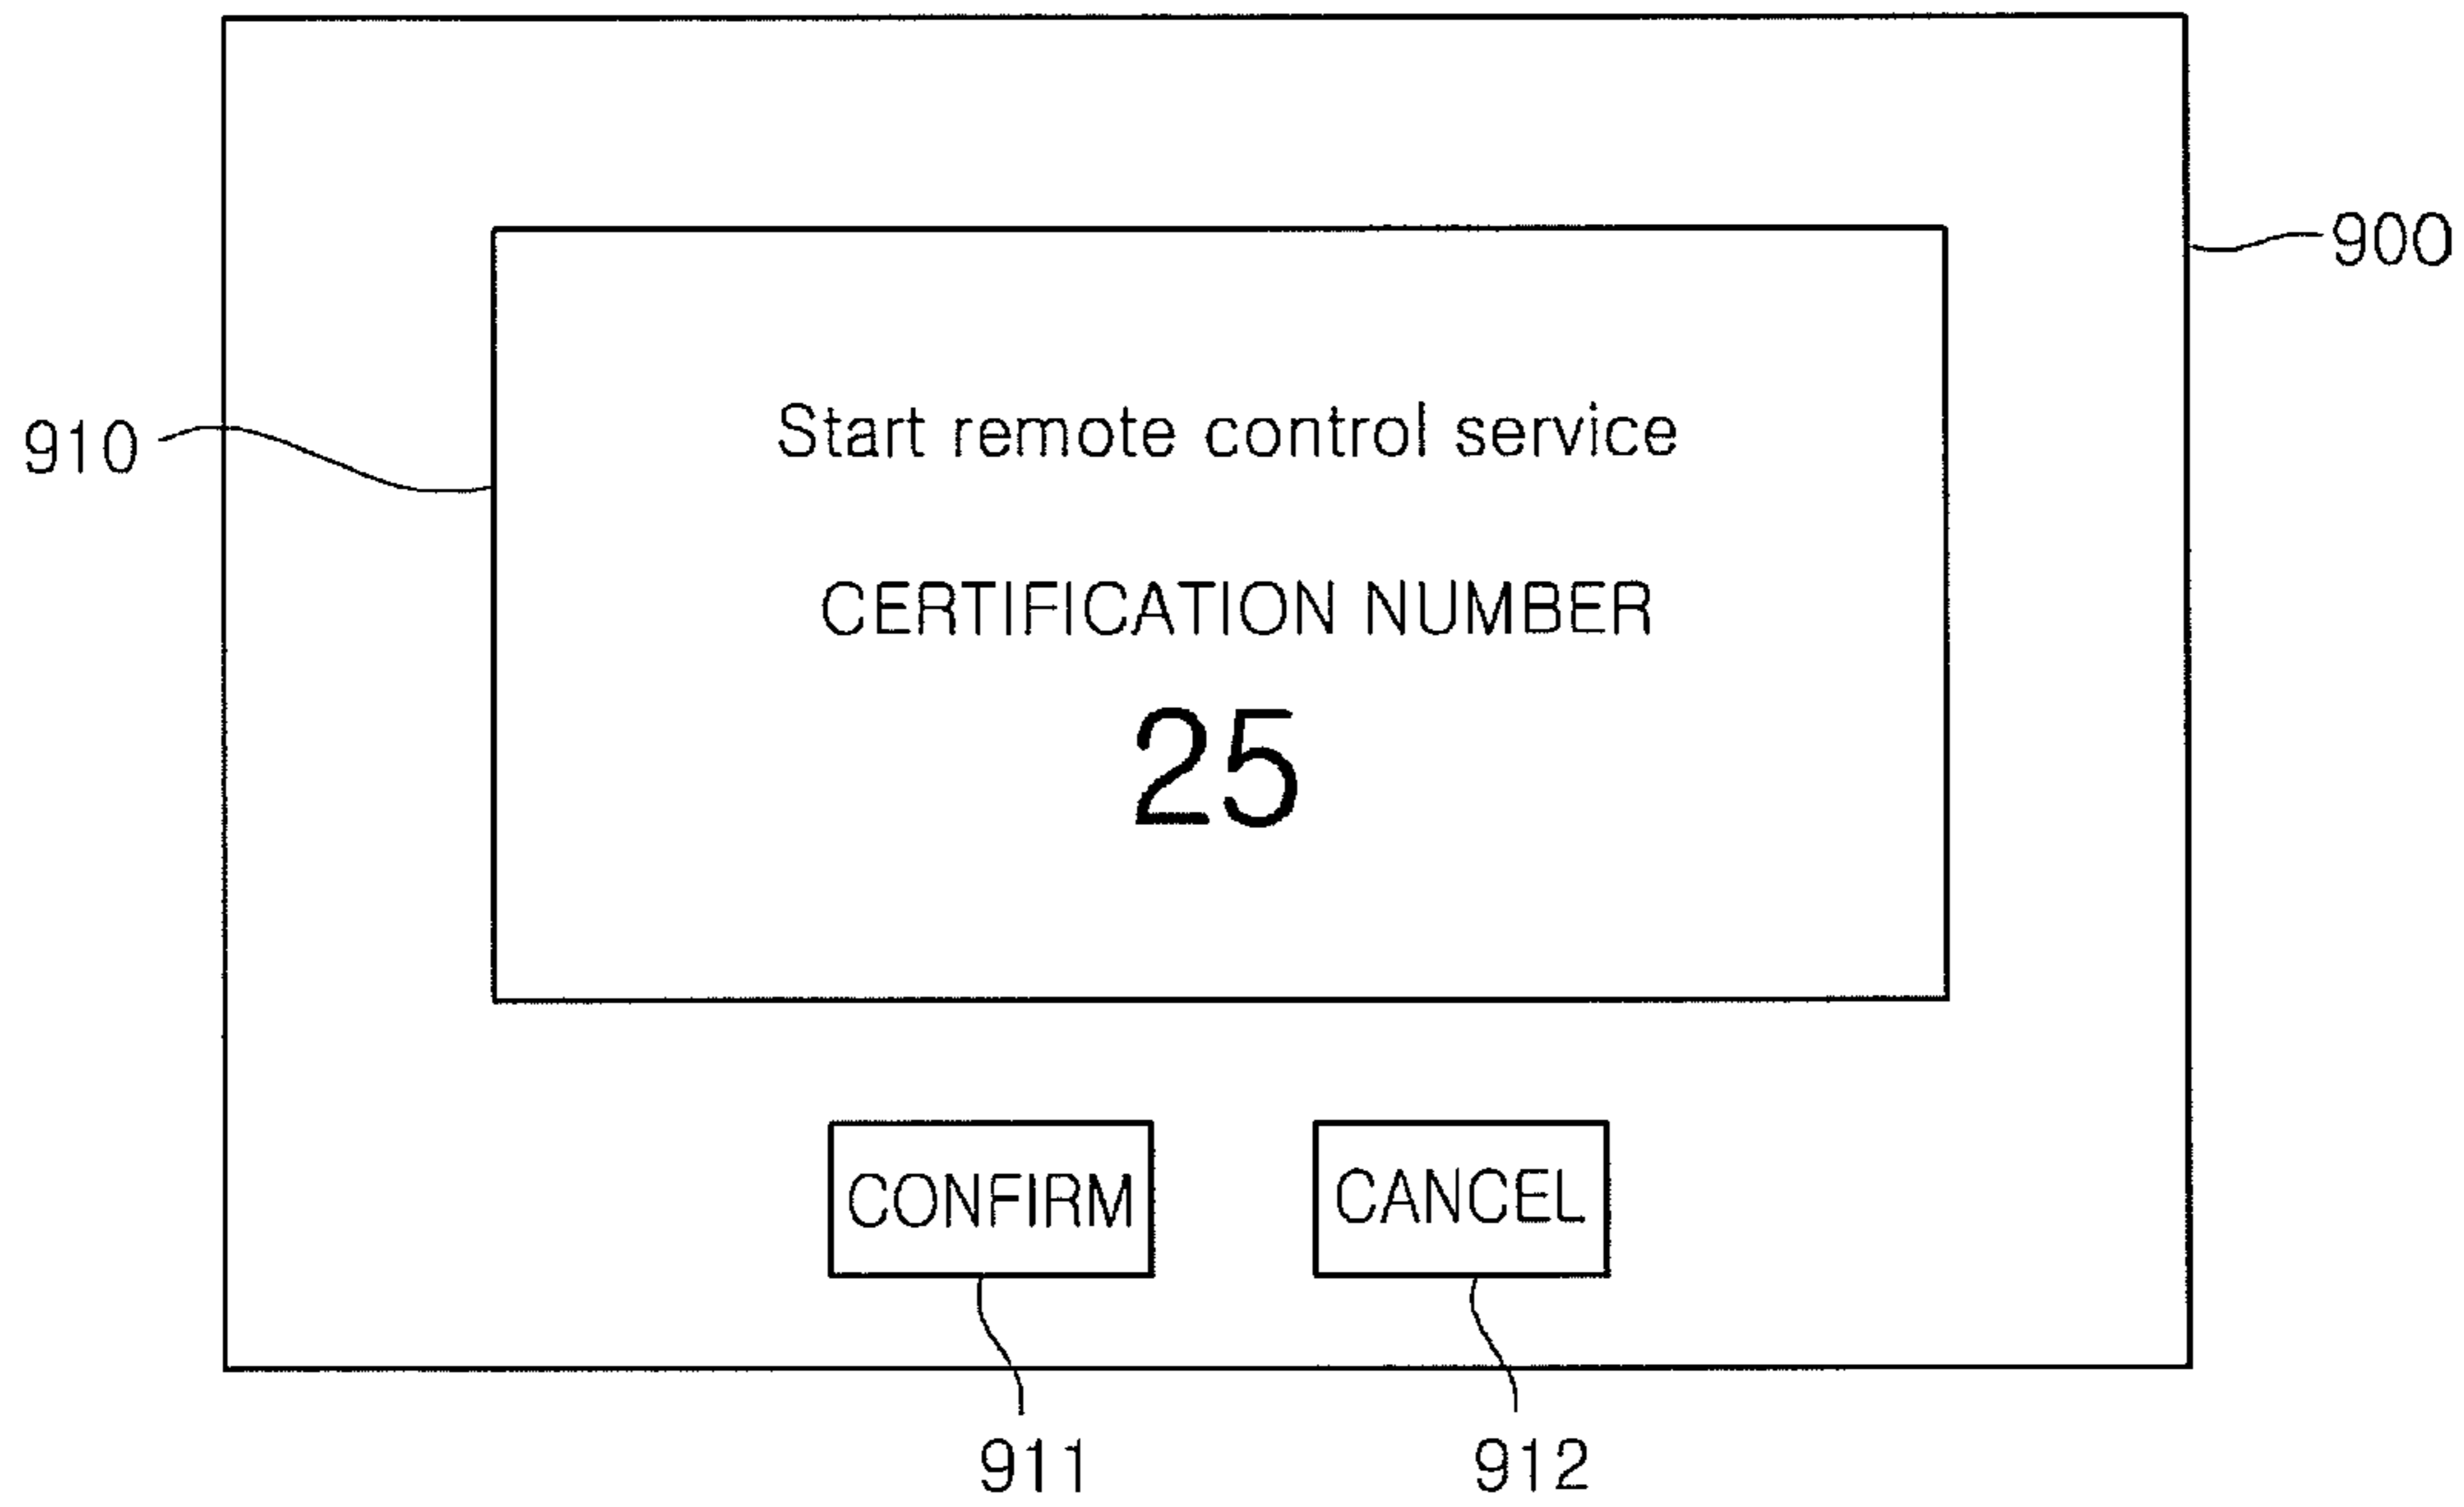 900
910
Start remote control service
CERTIFICATION NUMBER
25
CONFIRM CANCEL
911 912